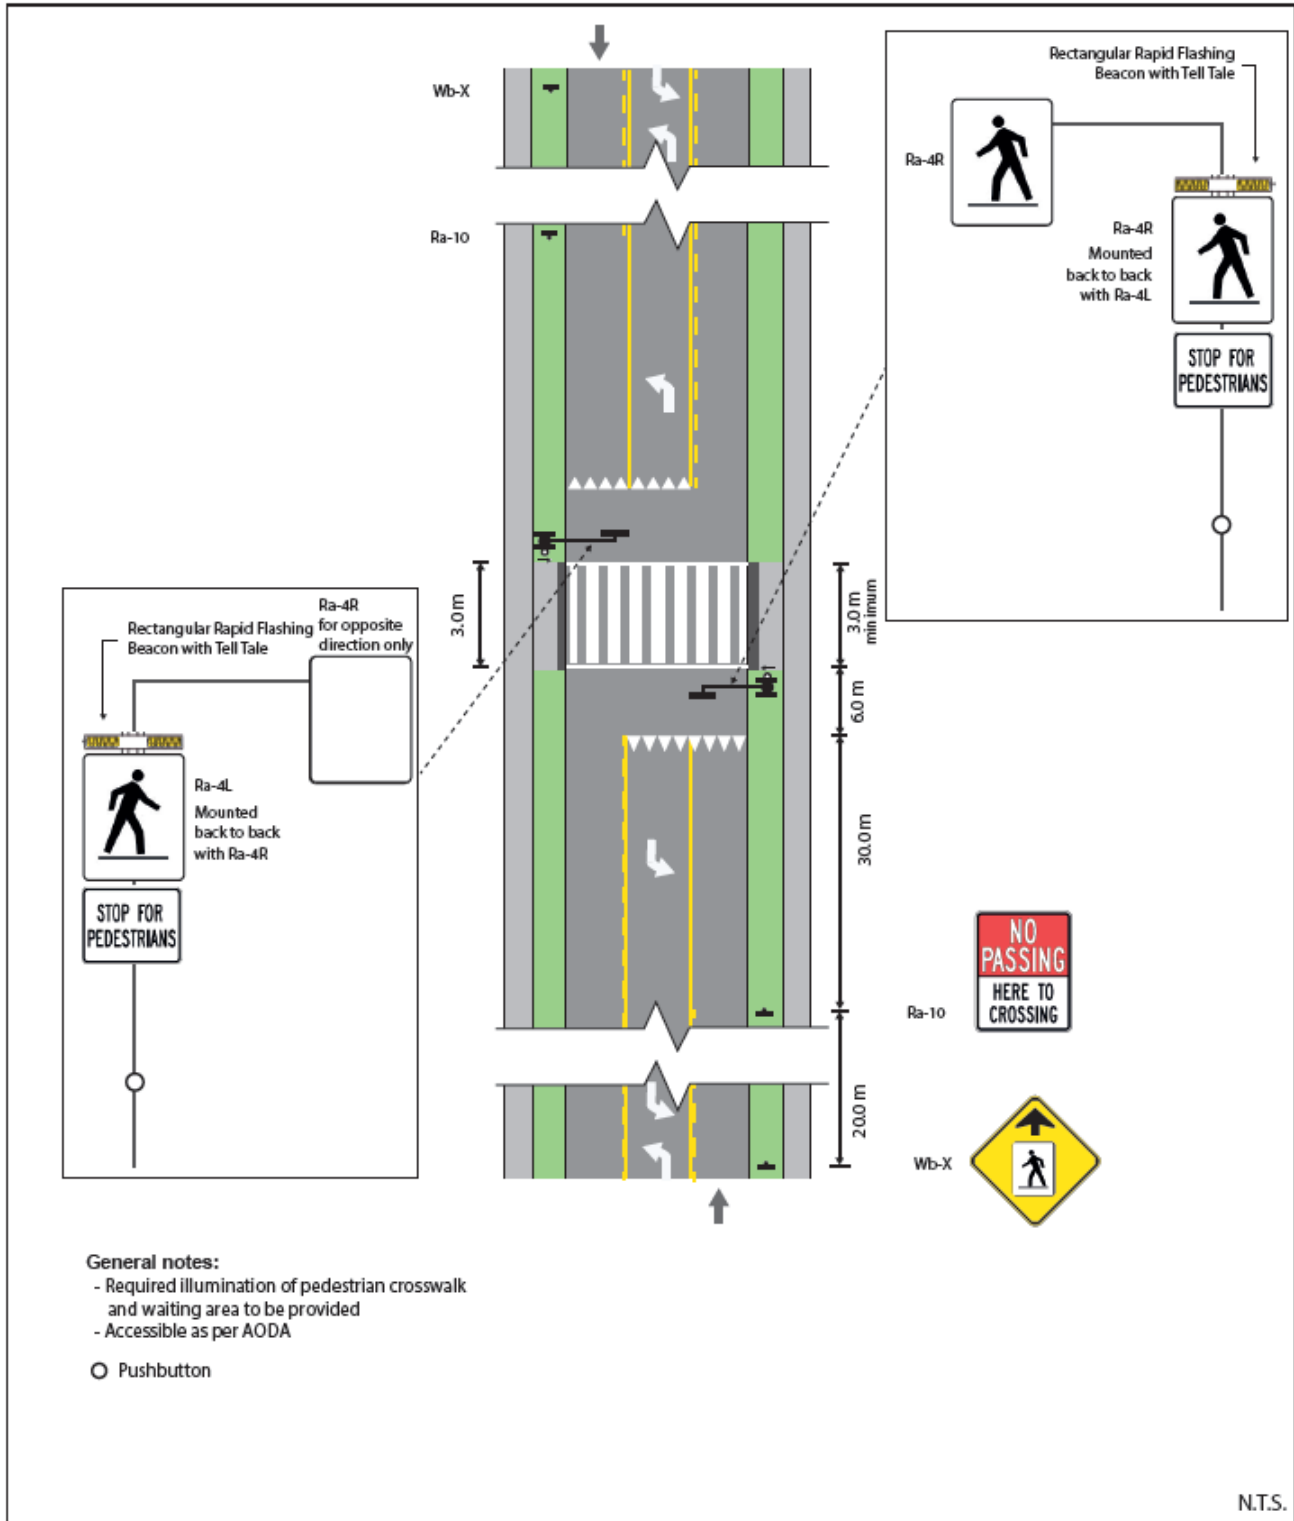 Wb-X
Ra-10
Rectangular Rapid Flashing
Beacon with Tell Tale
Ra-4R
Ra-4R
Mounted
back to back
with Ra-4L
STOP FOR
PEDESTRIANS
3.0 m
3.0 m
minimum
6.0 m
30.0 m
20.0 m
Rectangular Rapid Flashing
Beacon with Tell Tale
Ra-4R
for opposite
direction only
Ra-4L
Mounted
back to back
with Ra-4R
STOP FOR
PEDESTRIANS
Ra-10
NO
PASSING
HERE TO
CROSSING
Wb-X
General notes:
- Required illumination of pedestrian crosswalk
and waiting area to be provided
- Accessible as per AODA
Pushbutton
N.T.S.